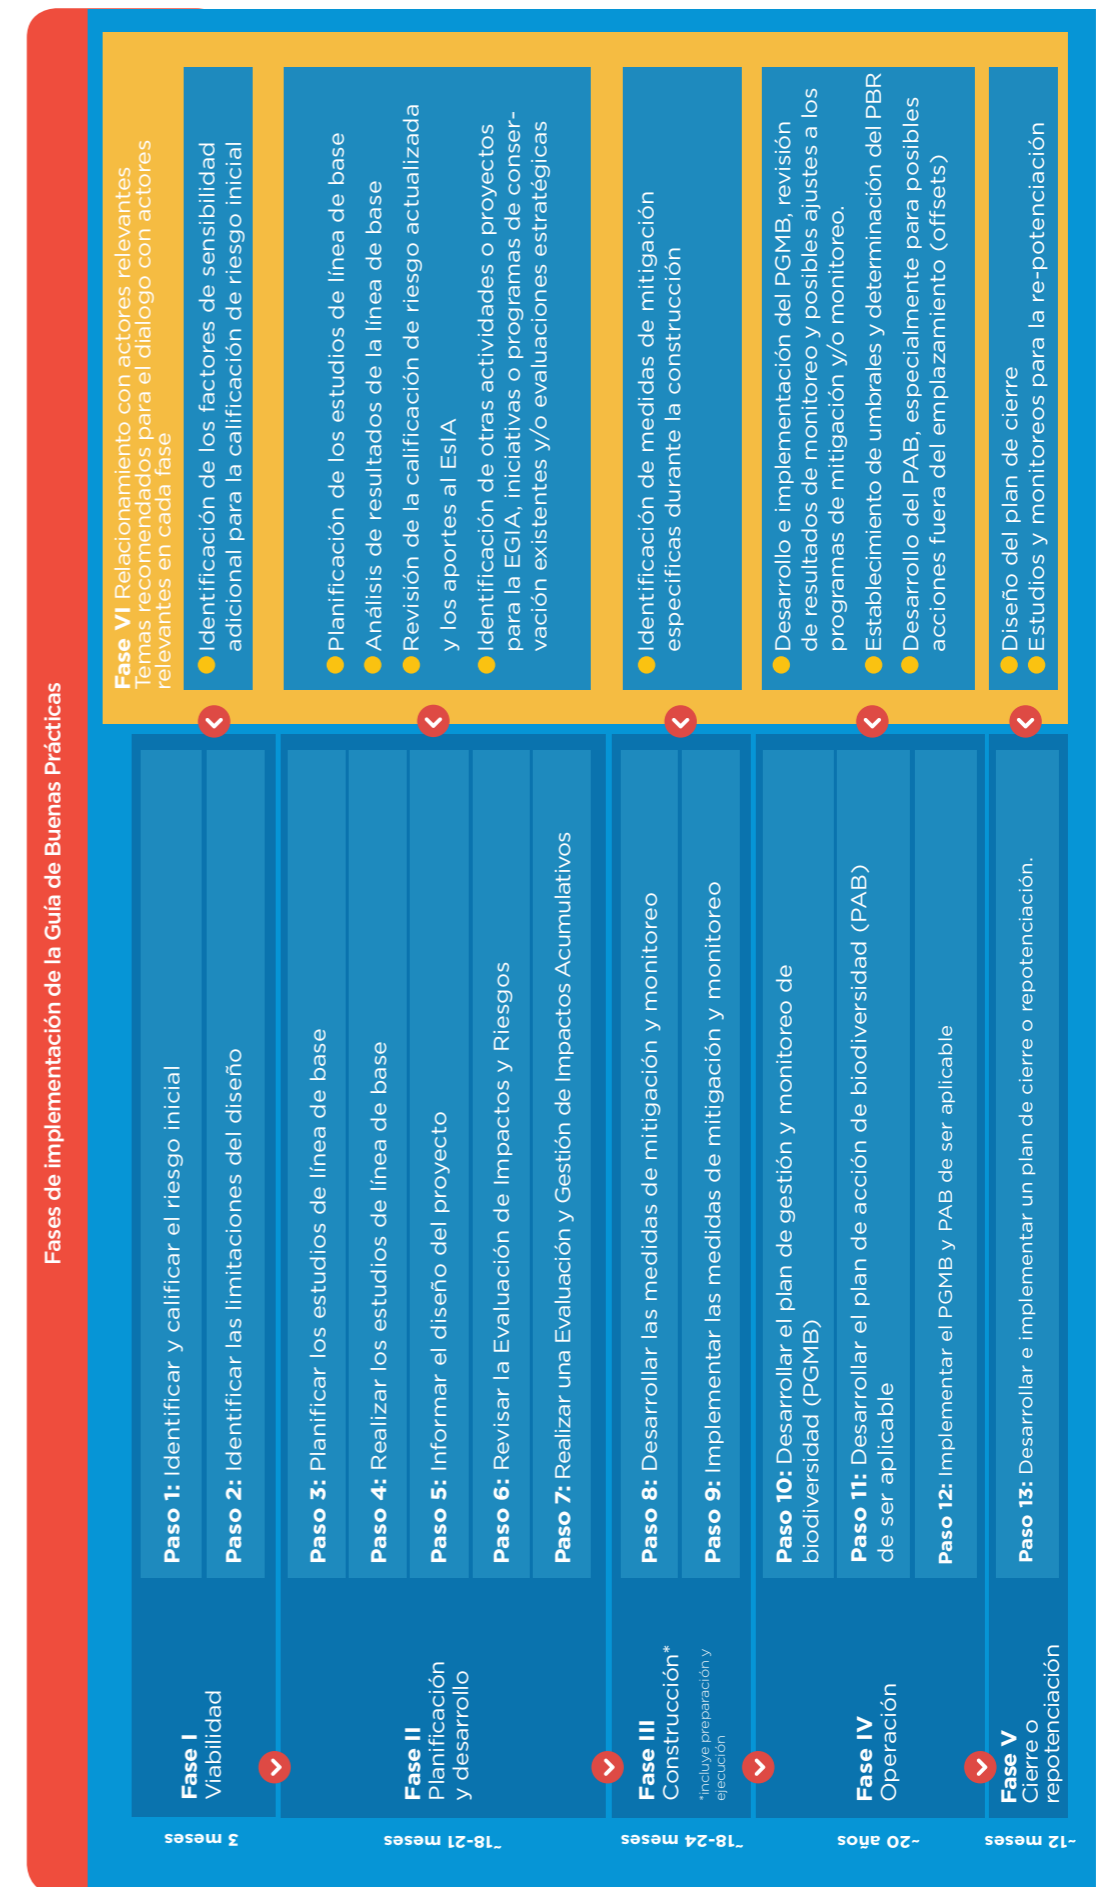 Fases de implementación de la Guía de Buenas Prácticas
3 meses
Fase I
Viabilidad
Paso 1: Identificar y calificar el riesgo inicial
Paso 2: Identificar las limitaciones del diseño
~18-21 meses
Fase II
Planificación
y desarrollo
Paso 3: Planificar los estudios de línea de base
Paso 4: Realizar los estudios de línea de base
Paso 5: Informar el diseño del proyecto
Paso 6: Revisar la Evaluación de Impactos y Riesgos
Paso 7: Realizar una Evaluación y Gestión de Impactos Acumulativos
~18-24 meses
Fase III
Construcción*
*incluye preparación y
ejecución
Paso 8: Desarrollar las medidas de mitigación y monitoreo
Paso 9: Implementar las medidas de mitigación y monitoreo
~20 años
Fase IV
Operación
Paso 10: Desarrollar el plan de gestión y monitoreo de
biodiversidad (PGMB)
Paso 11: Desarrollar el plan de acción de biodiversidad (PAB)
de ser aplicable
Paso 12: Implementar el PGMB y PAB de ser aplicable
~12 meses
Fase V
Cierre o
repotenciación
Paso 13: Desarrollar e implementar un plan de cierre o repotenciación.
Fase VI Relacionamiento con actores relevantes
Temas recomendados para el dialogo con actores
relevantes en cada fase
Identificación de los factores de sensibilidad
adicional para la calificación de riesgo inicial
Planificación de los estudios de línea de base
Análisis de resultados de la línea de base
Revisión de la calificación de riesgo actualizada
y los aportes al EsIA
Identificación de otras actividades o proyectos
para la EGIA, iniciativas o programas de conser-
vación existentes y/o evaluaciones estratégicas
Identificación de medidas de mitigación
especificas durante la construcción
Desarrollo e implementación del PGMB, revisión
de resultados de monitoreo y posibles ajustes a los
programas de mitigación y/o monitoreo.
Establecimiento de umbrales y determinación del PBR
Desarrollo del PAB, especialmente para posibles
acciones fuera del emplazamiento (offsets)
Diseño del plan de cierre
Estudios y monitoreos para la re-potenciación